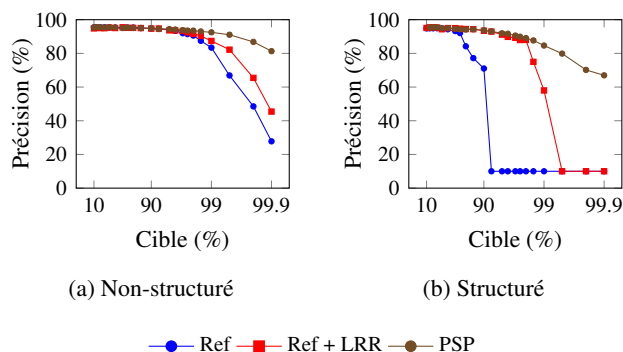 100
80
60
40
20
0
Précision (%)
10 90 99 99.9
Cible (%)
(a) Non-structuré
100
80
60
40
20
0
Précision (%)
10 90 99 99.9
Cible (%)
(b) Structuré
Ref Ref + LRR PSP